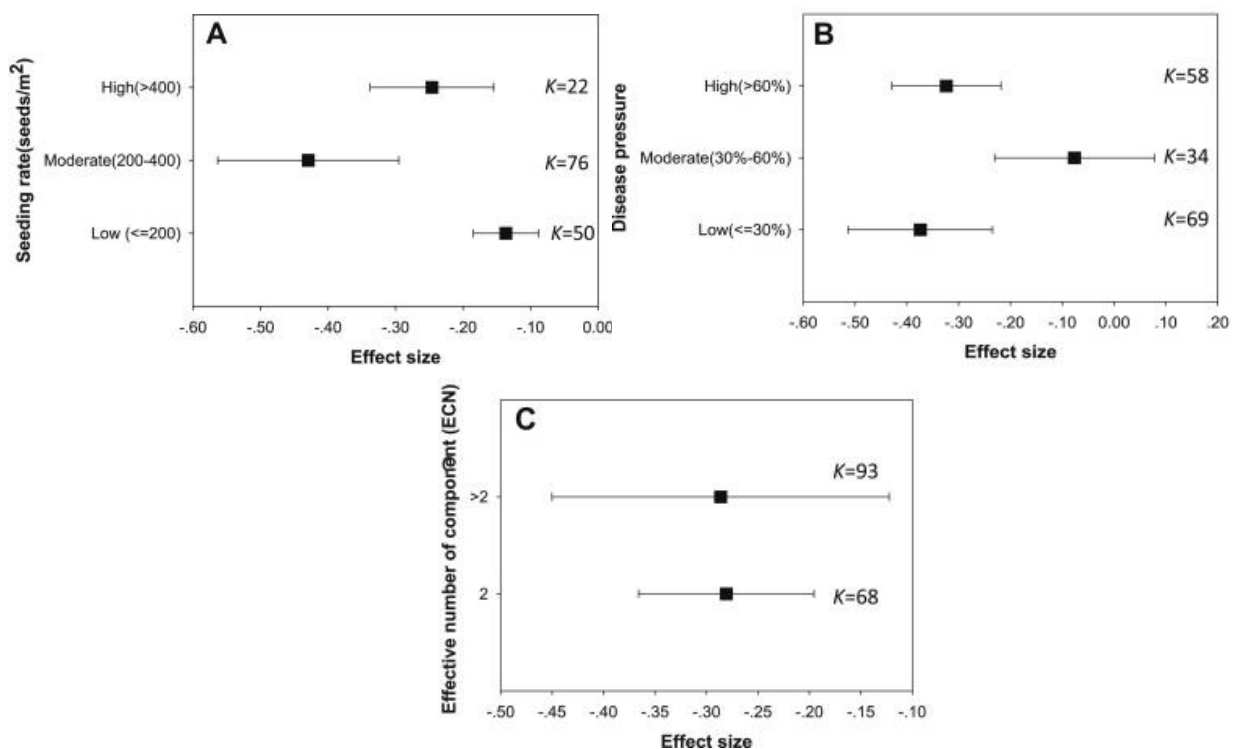 A
Seeding rate(seeds/m²)
High(>400)
K=22
Moderate(200-400)
K=76
Low (<=200)
K=50
-.60 -.50 -.40 -.30 -.20 -.10 0.00
Effect size
B
Disease pressure
High(>60%)
K=58
Moderate(30%-60%)
K=34
Low(<=30%)
K=69
-.60 -.50 -.40 -.30 -.20 -.10 0.00 .10 .20
Effect size
C
Effective number of component (ECN)
>2
K=93
2
K=68
-.50 -.45 -.40 -.35 -.30 -.25 -.20 -.15 -.10
Effect size